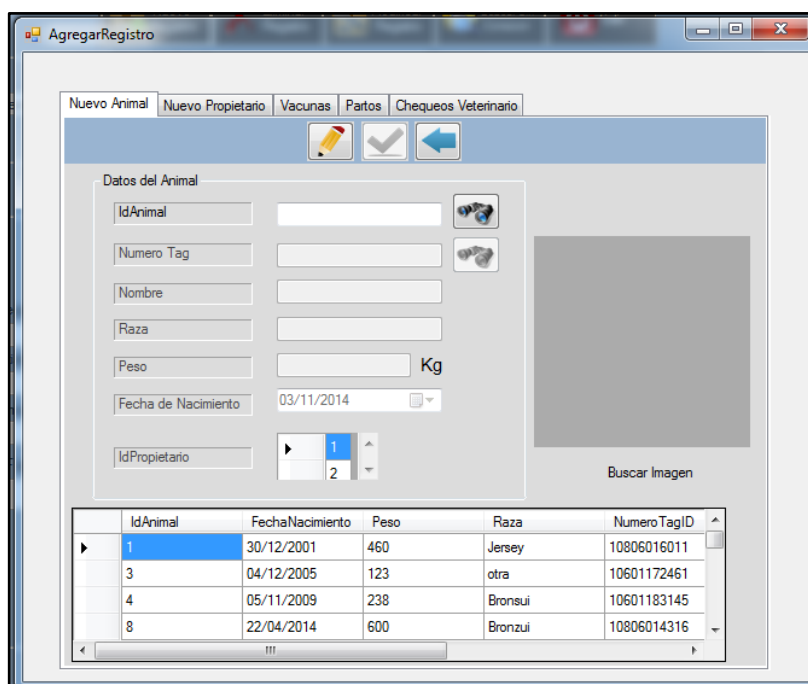 AgregarRegistro
Nuevo Animal Nuevo Propietario Vacunas Partos Chequeos Veterinario
Datos del Animal
IdAnimal
Numero Tag
Nombre
Raza
Peso Kg
Fecha de Nacimiento 03/11/2014
IdPropietario 1
2
Buscar Imagen
IdAnimal FechaNacimiento Peso Raza NumeroTagID
1 30/12/2001 460 Jersey 10806016011
3 04/12/2005 123 otra 10601172461
4 05/11/2009 238 Bronsui 10601183145
8 22/04/2014 600 Bronzui 10806014316